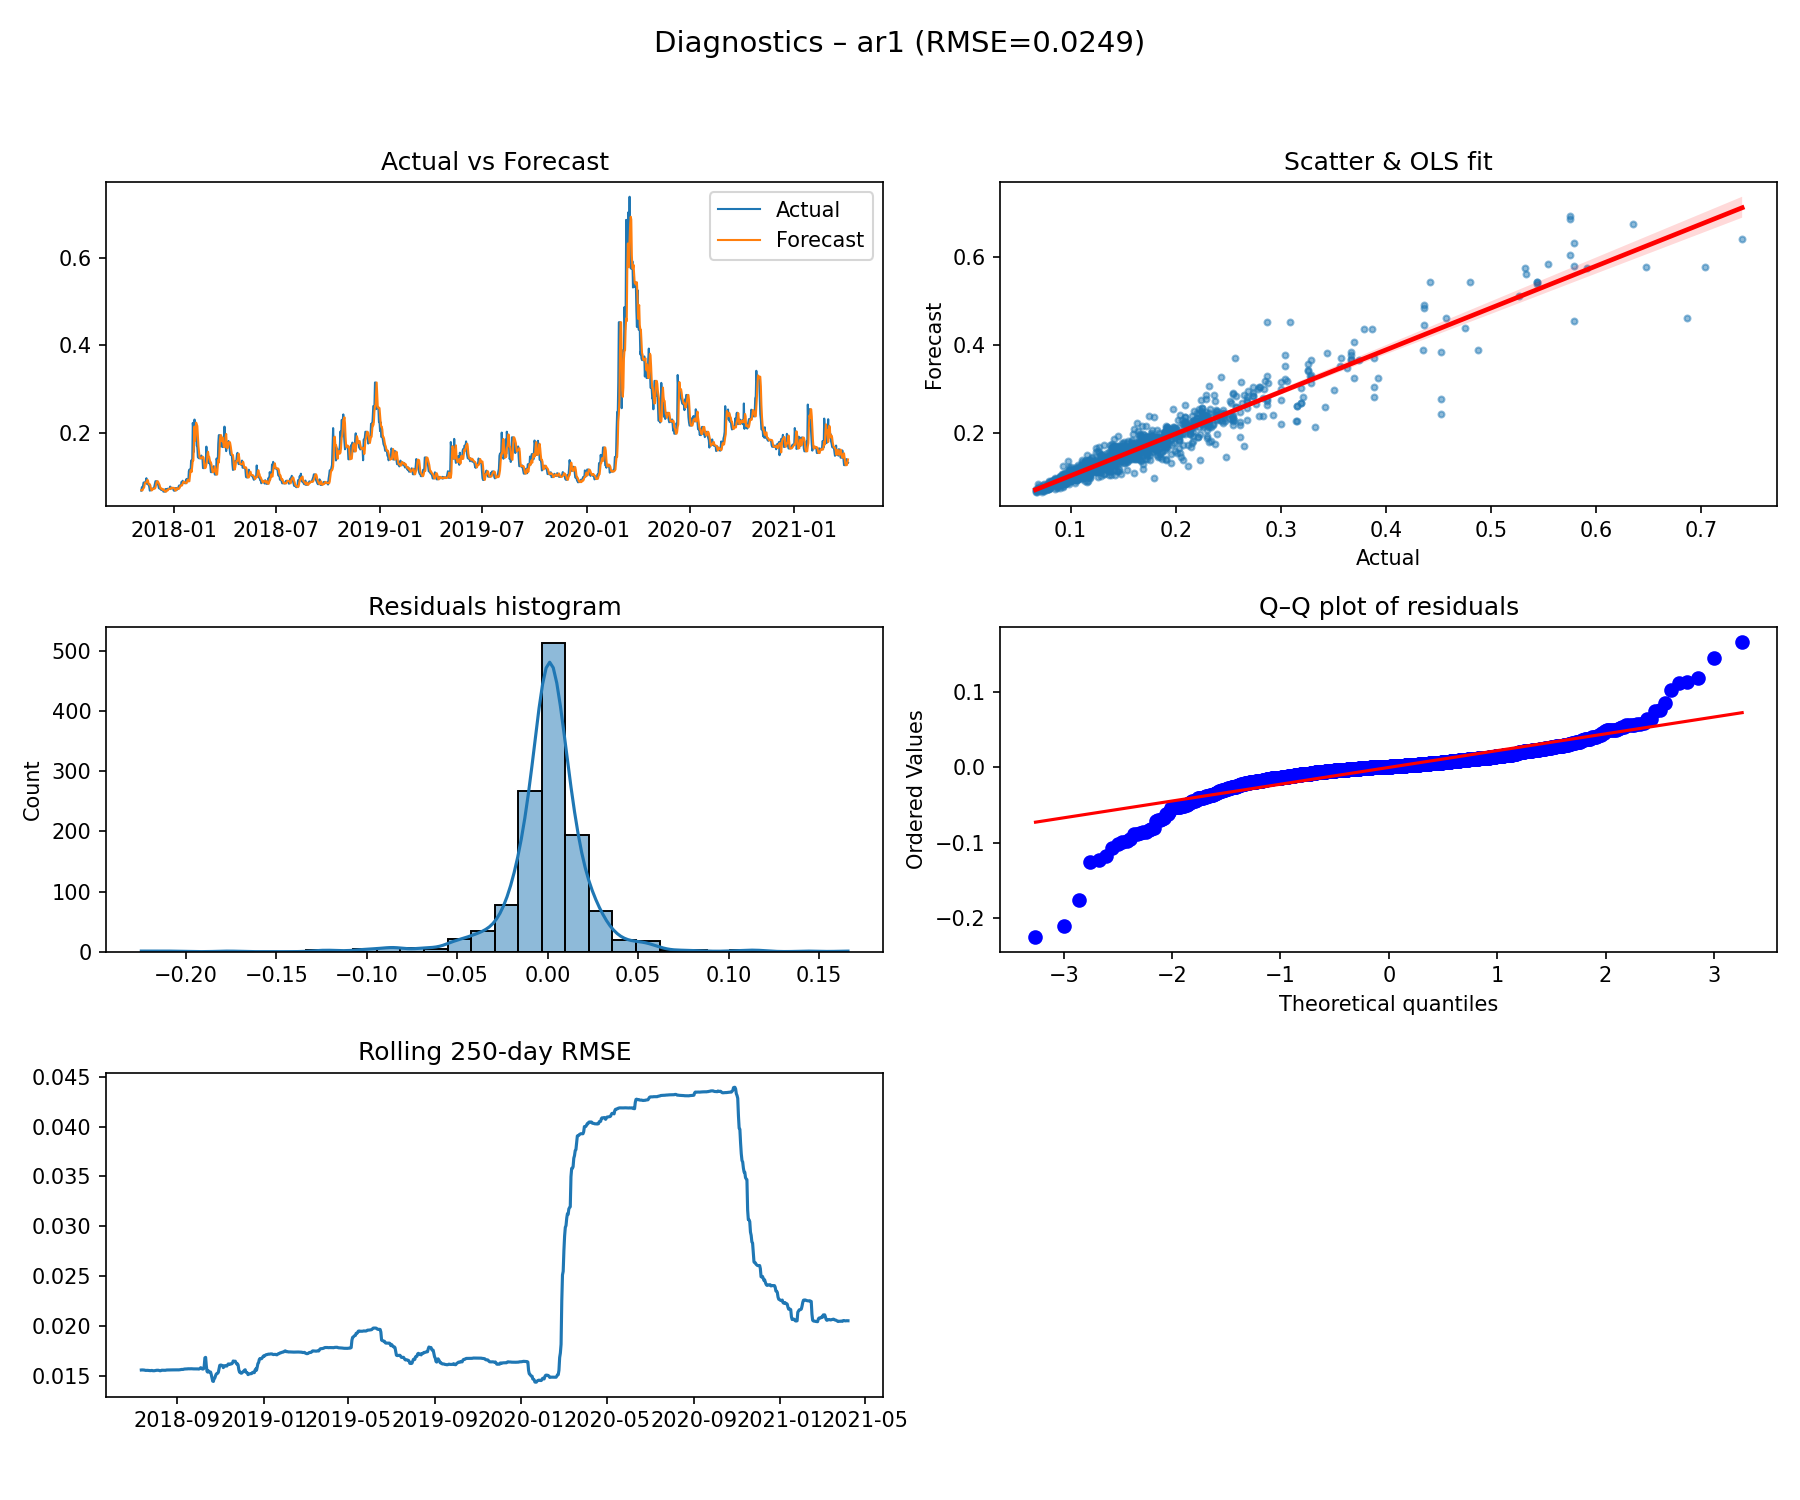 Diagnostics – ar1 (RMSE=0.0249)
Actual vs Forecast
Actual
Forecast
0.6
0.4
0.2
2018-01 2018-07 2019-01 2019-07 2020-01 2020-07 2021-01
Scatter & OLS fit
Forecast
0.6
0.4
0.2
0.1 0.2 0.3 0.4 0.5 0.6 0.7
Actual
Residuals histogram
Count
500
400
300
200
100
0
−0.20 −0.15 −0.10 −0.05 0.00 0.05 0.10 0.15
Q–Q plot of residuals
Ordered Values
0.1
0.0
−0.1
−0.2
−3 −2 −1 0 1 2 3
Theoretical quantiles
Rolling 250-day RMSE
0.045
0.040
0.035
0.030
0.025
0.020
0.015
2018-09 2019-01 2019-05 2019-09 2020-01 2020-05 2020-09 2021-01 2021-05